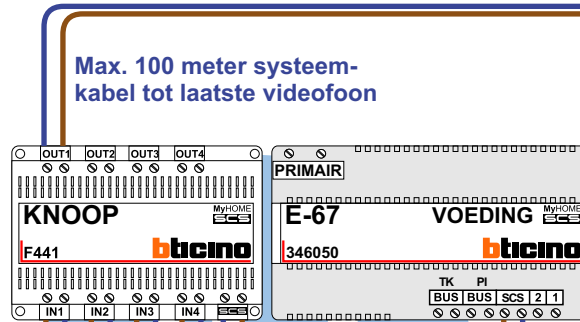 Max. 100 meter systeem-
kabel tot laatste videofoon
OUT1 OUT2 OUT3 OUT4
KNOOP MyHOME SCS
F441 bticino
IN1 IN2 IN3 IN4 SCS
PRIMAIR
E-67 VOEDING MyHOME SCS
346050 bticino
TK PI
BUS BUS SCS 2 1